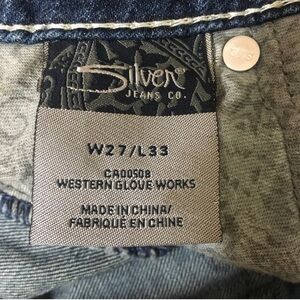 Silver
JEANS CO.
W27/L33
CA00508
WESTERN GLOVE WORKS
MADE IN CHINA/
FABRIQUÉ EN CHINE